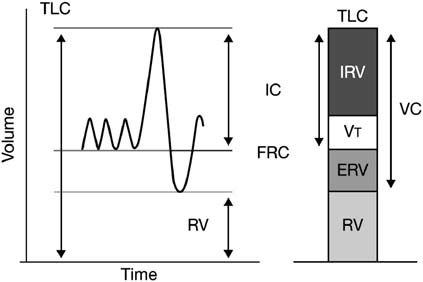 TLC
Volume
IC
FRC
RV
Time
TLC
IRV
VT
ERV
RV
VC